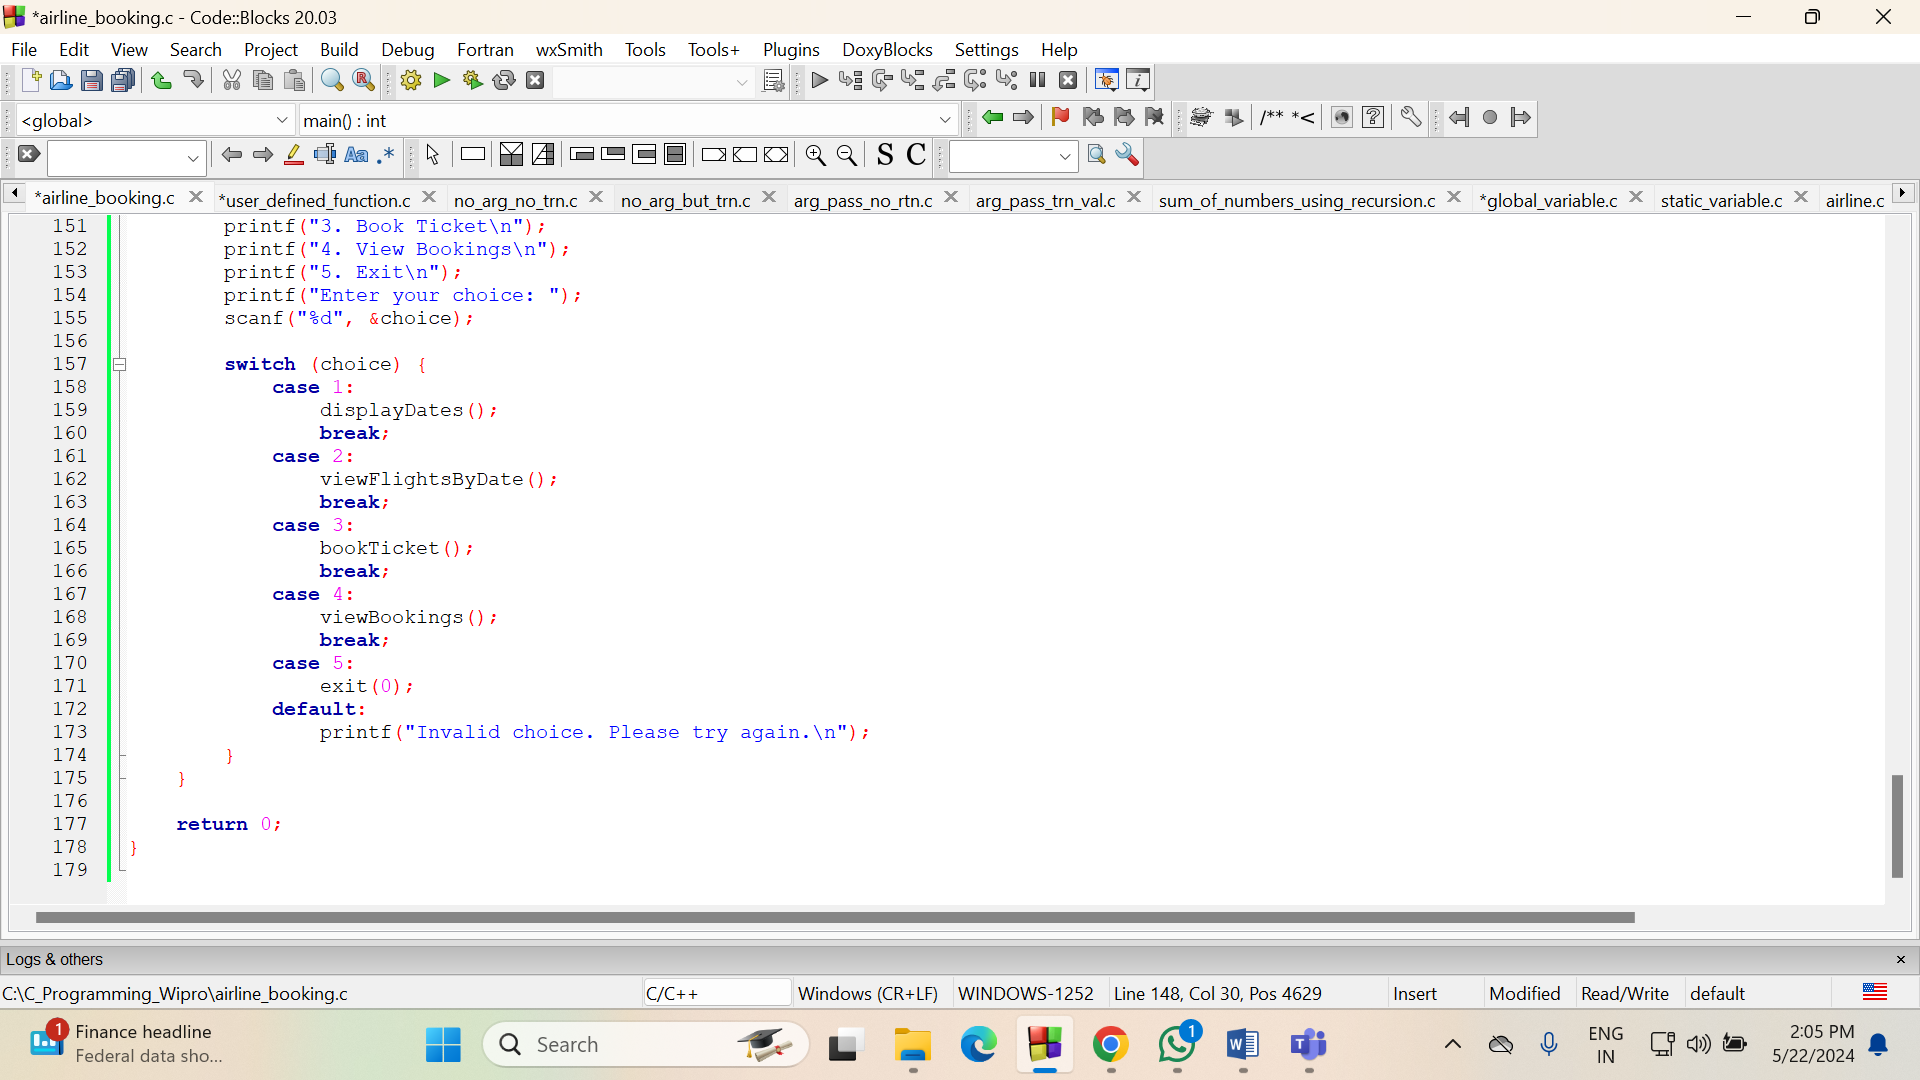 *airline_booking.c - Code::Blocks 20.03
File Edit View Search Project Build Debug Fortran wxSmith Tools Tools+ Plugins DoxyBlocks Settings Help
<global> main() : int /** *<
Aa .* S C
*airline_booking.c *user_defined_function.c no_arg_no_trn.c no_arg_but_trn.c arg_pass_no_rtn.c arg_pass_trn_val.c sum_of_numbers_using_recursion.c *global_variable.c static_variable.c airline.c
151 printf("3. Book Ticket\n");
152 printf("4. View Bookings\n");
153 printf("5. Exit\n");
154 printf("Enter your choice: ");
155 scanf("%d", &choice);
156
157 switch (choice) {
158 case 1:
159 displayDates();
160 break;
161 case 2:
162 viewFlightsByDate();
163 break;
164 case 3:
165 bookTicket();
166 break;
167 case 4:
168 viewBookings();
169 break;
170 case 5:
171 exit(0);
172 default:
173 printf("Invalid choice. Please try again.\n");
174 }
175 }
176
177 return 0;
178 }
179
Logs & others
C:\C_Programming_Wipro\airline_booking.c C/C++ Windows (CR+LF) WINDOWS-1252 Line 148, Col 30, Pos 4629 Insert Modified Read/Write default
1 Finance headline
Federal data sho...
Search
1
ENG
IN
2:05 PM
5/22/2024